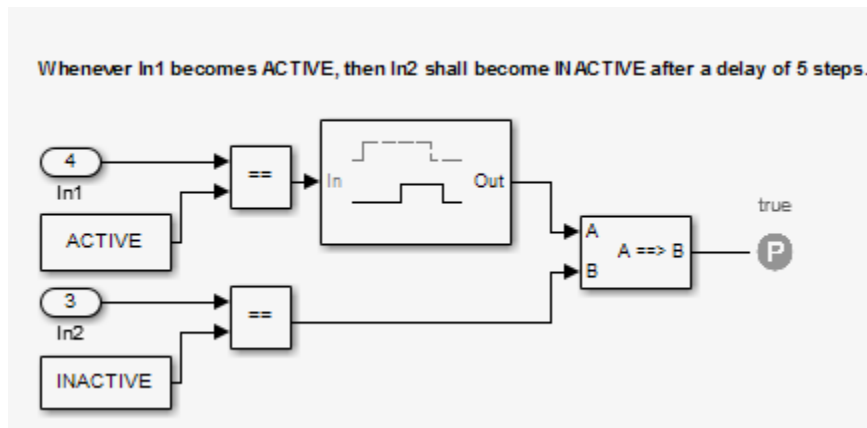 Whenever In1 becomes ACTIVE, then In2 shall become INACTIVE after a delay of 5 steps.
4
==
In1
In
Out
ACTIVE
true
A
A ==> B
P
B
3
==
In2
INACTIVE